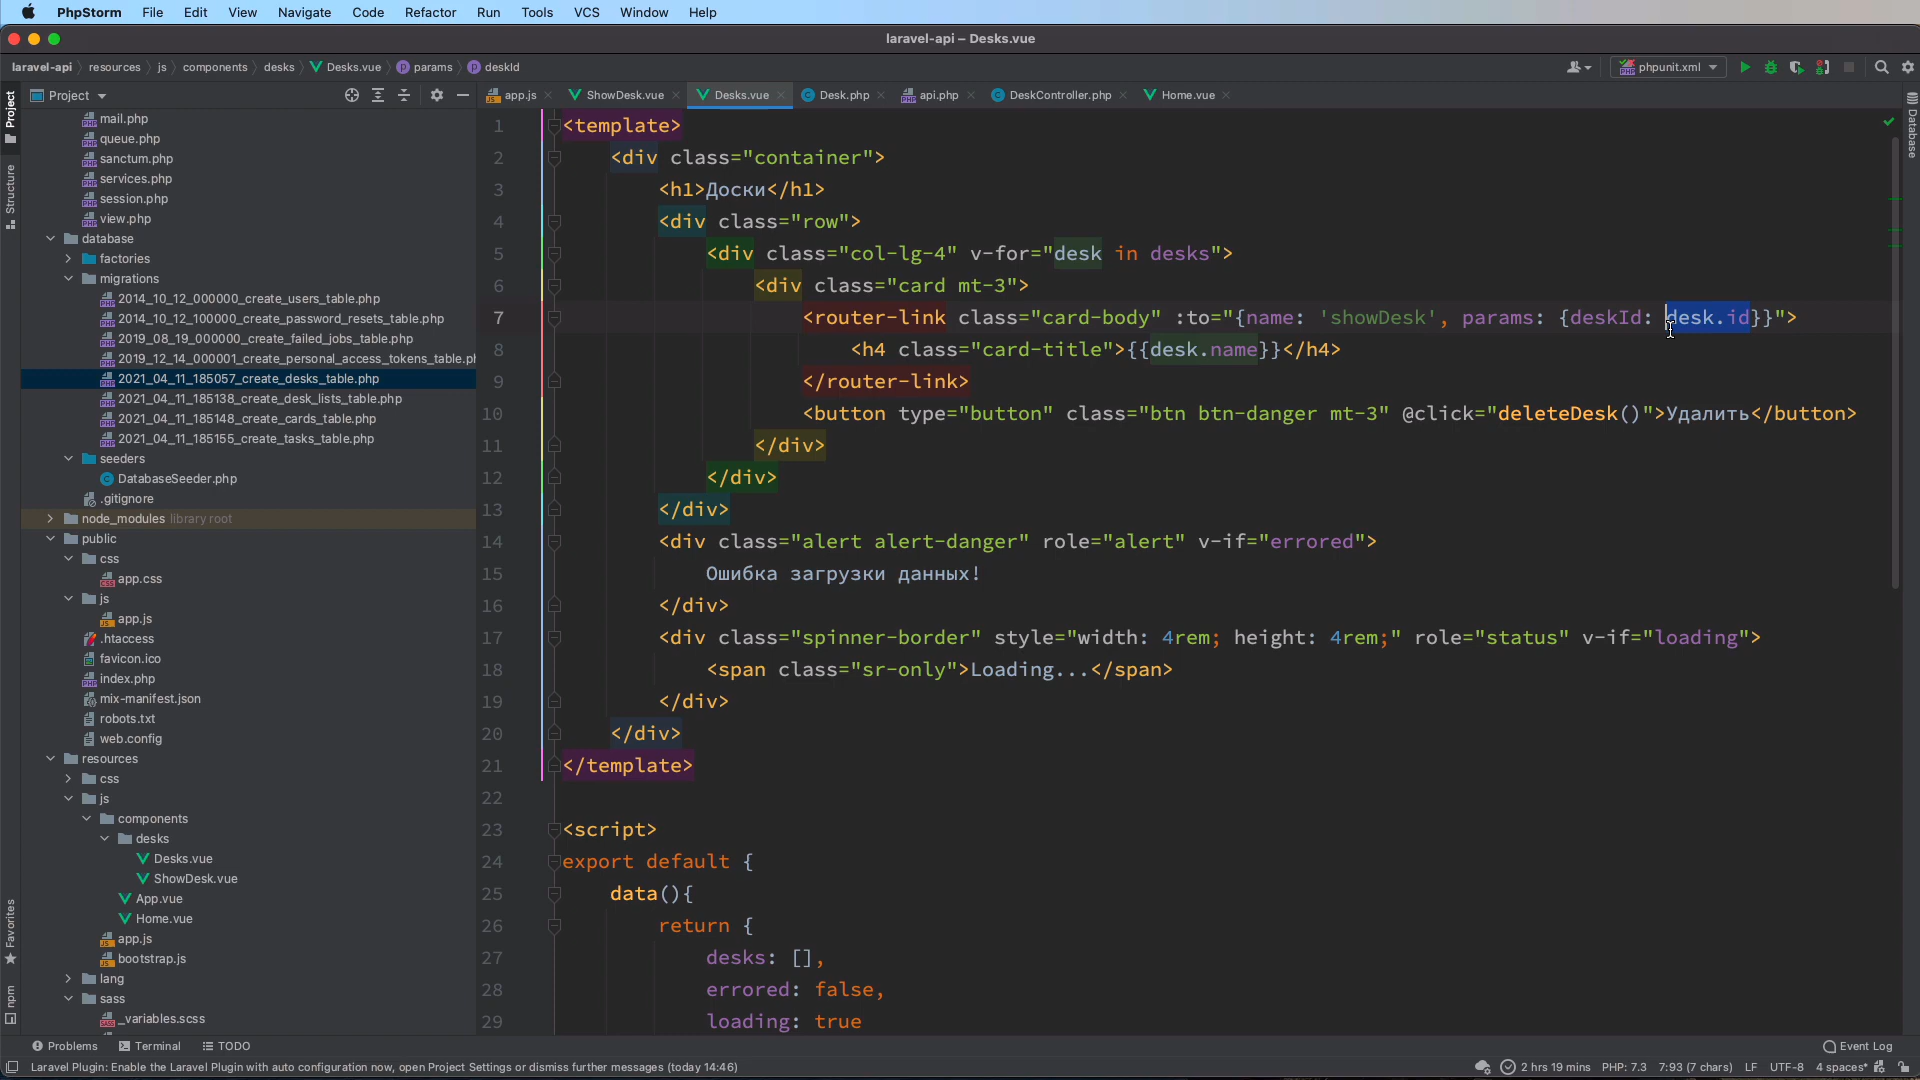 PhpStorm File Edit View Navigate Code Refactor Run Tools VCS Window Help
laravel-api – Desks.vue
laravel-api resources js components desks Desks.vue params deskId
phpunit.xml
Project
app.js ShowDesk.vue Desks.vue Desk.php api.php DeskController.php Home.vue
Project
Structure
Favorites
npm
Database
mail.php
queue.php
sanctum.php
services.php
session.php
view.php
database
factories
migrations
2014_10_12_000000_create_users_table.php
2014_10_12_100000_create_password_resets_table.php
2019_08_19_000000_create_failed_jobs_table.php
2019_12_14_000001_create_personal_access_tokens_table.ph
2021_04_11_185057_create_desks_table.php
2021_04_11_185138_create_desk_lists_table.php
2021_04_11_185148_create_cards_table.php
2021_04_11_185155_create_tasks_table.php
seeders
DatabaseSeeder.php
.gitignore
node_modules library root
public
css
app.css
js
app.js
.htaccess
favicon.ico
index.php
mix-manifest.json
robots.txt
web.config
resources
css
js
components
desks
Desks.vue
ShowDesk.vue
App.vue
Home.vue
app.js
bootstrap.js
lang
sass
_variables.scss
1 <template>
2 <div class="container">
3 <h1>Доски</h1>
4 <div class="row">
5 <div class="col-lg-4" v-for="desk in desks">
6 <div class="card mt-3">
7 <router-link class="card-body" :to="{name: 'showDesk', params: {deskId: desk.id}}">
8 <h4 class="card-title">{{desk.name}}</h4>
9 </router-link>
10 <button type="button" class="btn btn-danger mt-3" @click="deleteDesk()">Удалить</button>
11 </div>
12 </div>
13 </div>
14 <div class="alert alert-danger" role="alert" v-if="errored">
15 Ошибка загрузки данных!
16 </div>
17 <div class="spinner-border" style="width: 4rem; height: 4rem;" role="status" v-if="loading">
18 <span class="sr-only">Loading...</span>
19 </div>
20 </div>
21 </template>
22
23 <script>
24 export default {
25 data(){
26 return {
27 desks: [],
28 errored: false,
29 loading: true
Problems Terminal TODO Event Log
Laravel Plugin: Enable the Laravel Plugin with auto configuration now, open Project Settings or dismiss further messages (today 14:46) 2 hrs 19 mins PHP: 7.3 7:93 (7 chars) LF UTF-8 4 spaces*